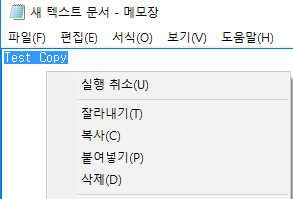 새 텍스트 문서 - 메모장
파일(F) 편집(E) 서식(O) 보기(V) 도움말(H)
Test Copy
실행 취소(U)
잘라내기(T)
복사(C)
붙여넣기(P)
삭제(D)